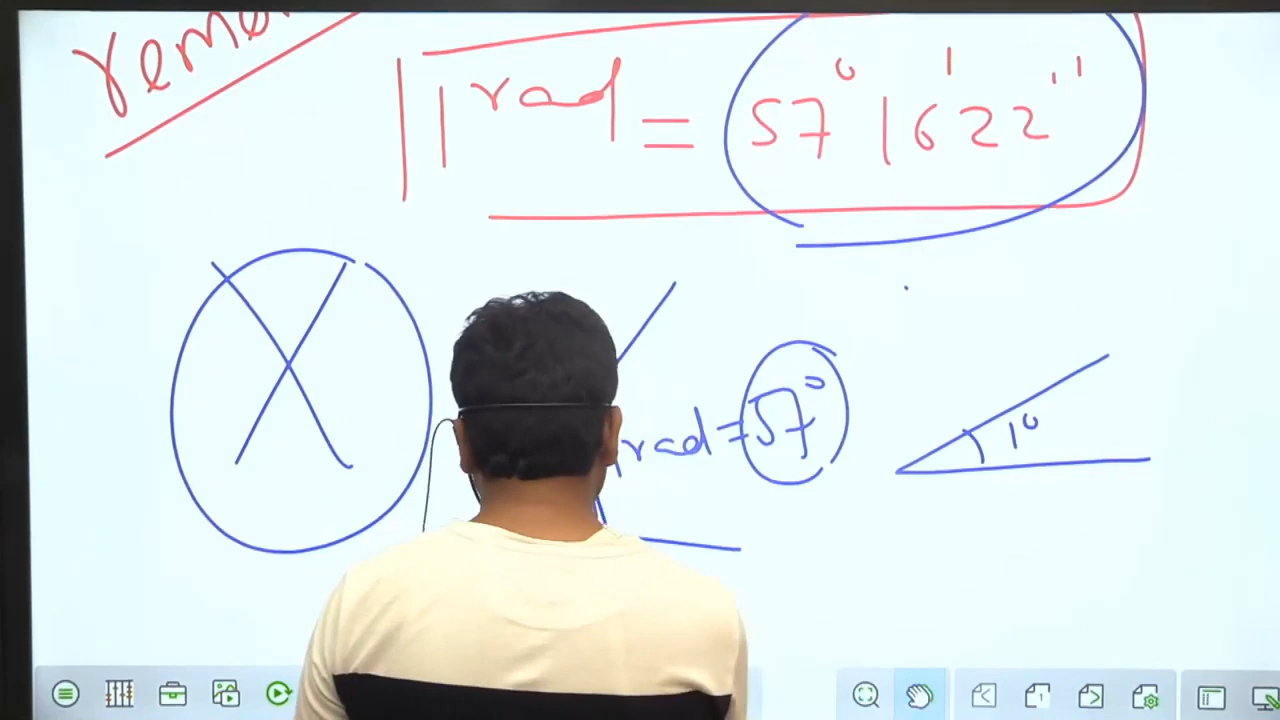 1 rad = 57° 16' 22''
rad = 57°
1°